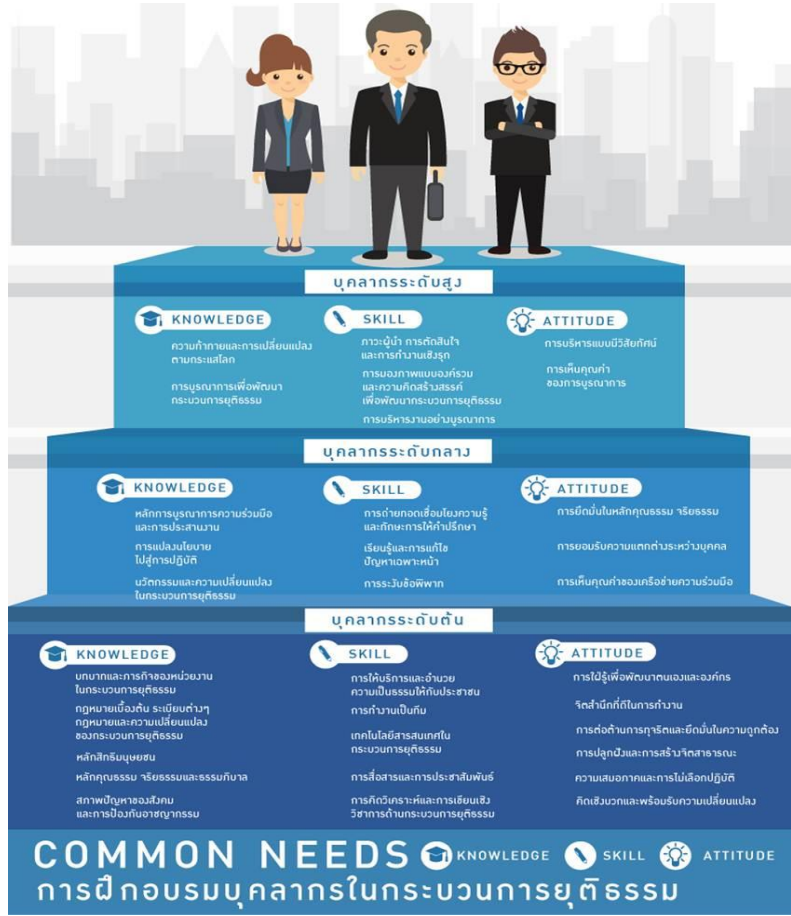 บุคลากรระดับสูง
KNOWLEDGE
ความท้าทายและการเปลี่ยนแปลง
ตามกระแสโลก
การบูรณาการเพื่อพัฒนา
กระบวนการยุติธรรม
SKILL
ภาวะผู้นำ การตัดสินใจ
และการทำงานเชิงรุก
การมองภาพแบบองค์รวม
และความคิดสร้างสรรค์
เพื่อพัฒนากระบวนการยุติธรรม
การบริหารงานอย่างบูรณาการ
ATTITUDE
การบริหารแบบมีวิสัยทัศน์
การเห็นคุณค่า
ของการบูรณาการ
บุคลากรระดับกลาง
KNOWLEDGE
หลักการบูรณาการความร่วมมือ
และการประสานงาน
การแปลงนโยบาย
ไปสู่การปฏิบัติ
นวัตกรรมและความเปลี่ยนแปลง
ในกระบวนการยุติธรรม
SKILL
การถ่ายทอดเชื่อมโยงความรู้
และทักษะการให้คำปรึกษา
เรียนรู้และการแก้ไข
ปัญหาเฉพาะหน้า
การระงับข้อพิพาท
ATTITUDE
การยึดมั่นในหลักคุณธรรม จริยธรรม
การยอมรับความแตกต่างระหว่างบุคคล
การเห็นคุณค่าของเครือข่ายความร่วมมือ
บุคลากรระดับต้น
KNOWLEDGE
บทบาทและภารกิจของหน่วยงาน
ในกระบวนการยุติธรรม
กฎหมายเบื้องต้น ระเบียบต่างๆ
กฎหมายและความเปลี่ยนแปลง
ของกระบวนการยุติธรรม
หลักสิทธิมนุษยชน
หลักคุณธรรม จริยธรรมและธรรมาภิบาล
สภาพปัญหาของสังคม
และการป้องกันอาชญากรรม
SKILL
การให้บริการและอำนวย
ความเป็นธรรมให้กับประชาชน
การทำงานเป็นทีม
เทคโนโลยีสารสนเทศใน
กระบวนการยุติธรรม
การสื่อสารและการประชาสัมพันธ์
การคิดวิเคราะห์และการเขียนเชิง
วิชาการด้านกระบวนการยุติธรรม
ATTITUDE
การใฝ่รู้เพื่อพัฒนาตนเองและองค์กร
จิตสำนึกที่ดีในการทำงาน
การต่อต้านการทุจริตและยึดมั่นในความถูกต้อง
การปลูกฝังและการสร้างจิตสาธารณะ
ความเสมอภาคและการไม่เลือกปฏิบัติ
คิดเชิงบวกและพร้อมรับความเปลี่ยนแปลง
COMMON NEEDS KNOWLEDGE SKILL ATTITUDE
การฝึกอบรมบุคลากรในกระบวนการยุติธรรม